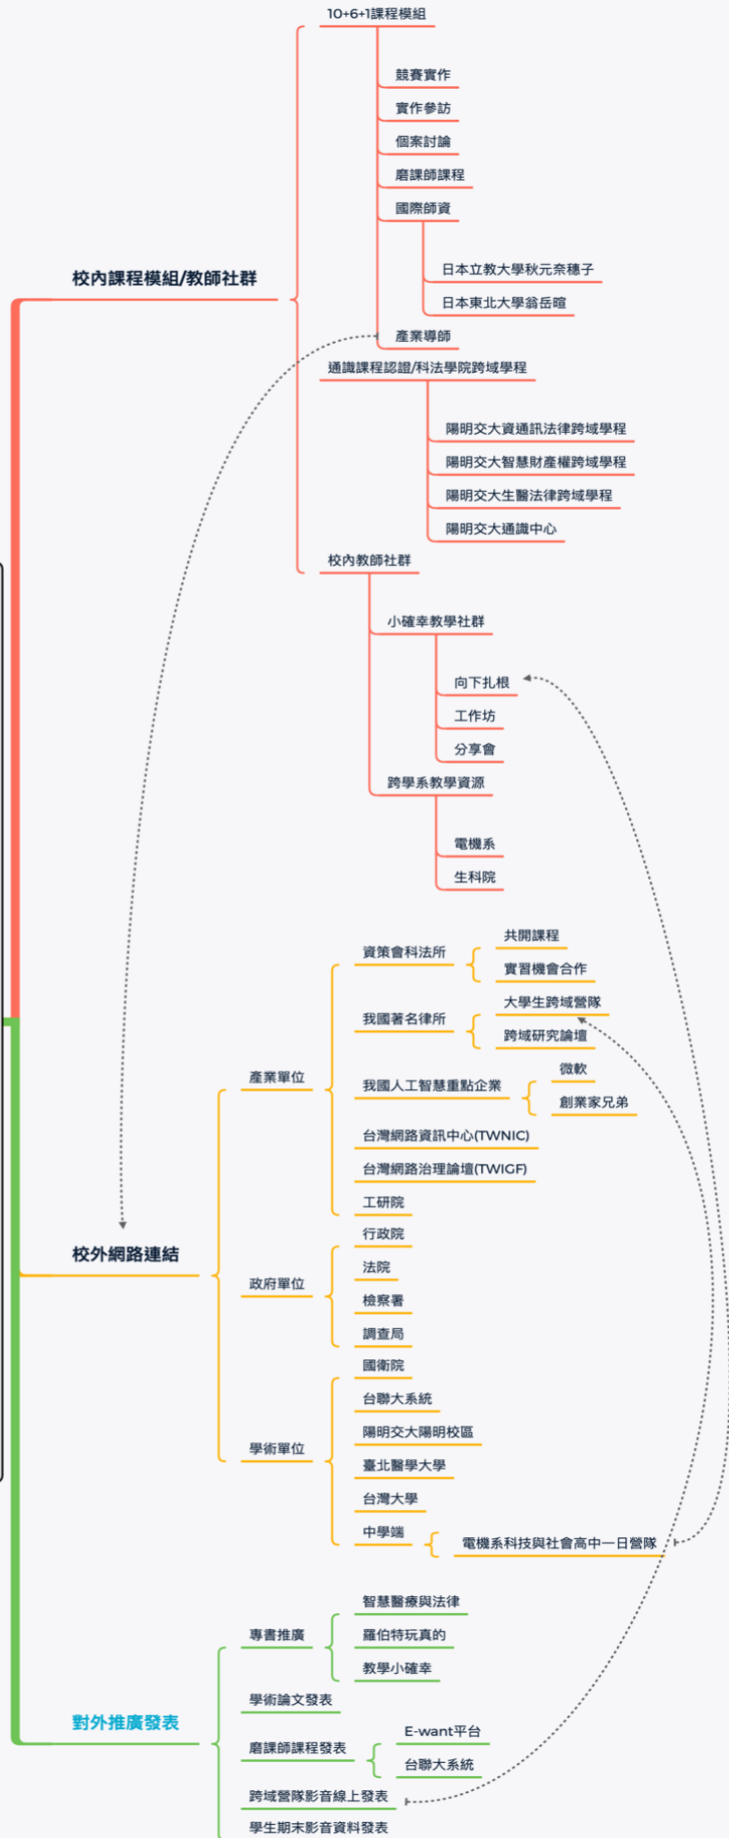 10+6+1課程模組
競賽實作
實作參訪
個案討論
磨課師課程
國際師資
日本立教大學秋元奈穗子
日本東北大學翁岳暄
產業導師
校內課程模組/教師社群
通識課程認證/科法學院跨域學程
陽明交大資通訊法律跨域學程
陽明交大智慧財產權跨域學程
陽明交大生醫法律跨域學程
陽明交大通識中心
校內教師社群
小確幸教學社群
向下扎根
工作坊
分享會
跨學系教學資源
電機系
生科院
校外網路連結
產業單位
資策會科法所
共開課程
實習機會合作
我國著名律所
大學生跨域營隊
跨域研究論壇
我國人工智慧重點企業
微軟
創業家兄弟
台灣網路資訊中心(TWNIC)
台灣網路治理論壇(TWIGF)
工研院
政府單位
行政院
法院
檢察署
調查局
學術單位
國衛院
台聯大系統
陽明交大陽明校區
臺北醫學大學
台灣大學
中學端
電機系科技與社會高中一日營隊
對外推廣發表
專書推廣
智慧醫療與法律
羅伯特玩真的
教學小確幸
學術論文發表
磨課師課程發表
E-want平台
台聯大系統
跨域營隊影音線上發表
學生期末影音資料發表